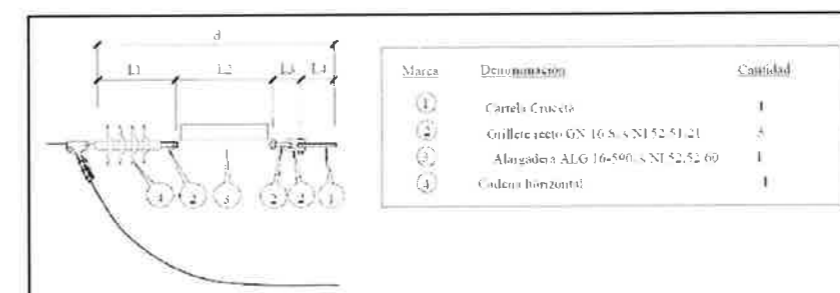 d
L1 L2 L3 L4
4 2 3 2 2 1
Marca Denominación Cantidad
1 Cartela Cruceta 1
2 Grillete recto GN 16 s/ NI 52.51.21 3
3 Alargadera ALG 16-590, s NI 52.52.60 1
4 Cadena horizontal 1